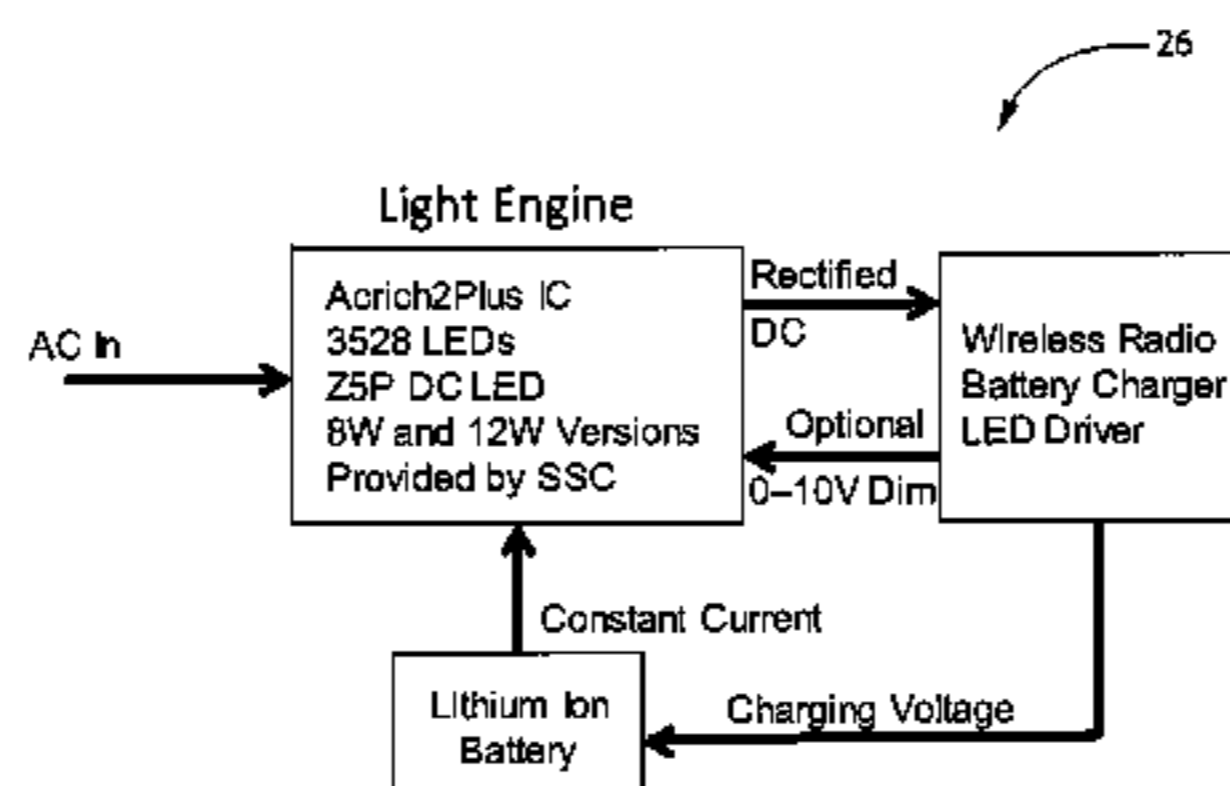 26
Light Engine
AC In
Acrich2Plus IC
3528 LEDs
Z5P DC LED
8W and 12W Versions
Provided by SSC
Rectified
DC
Optional
0–10V Dim
Wireless Radio
Battery Charger
LED Driver
Constant Current
Lithium Ion
Battery
Charging Voltage